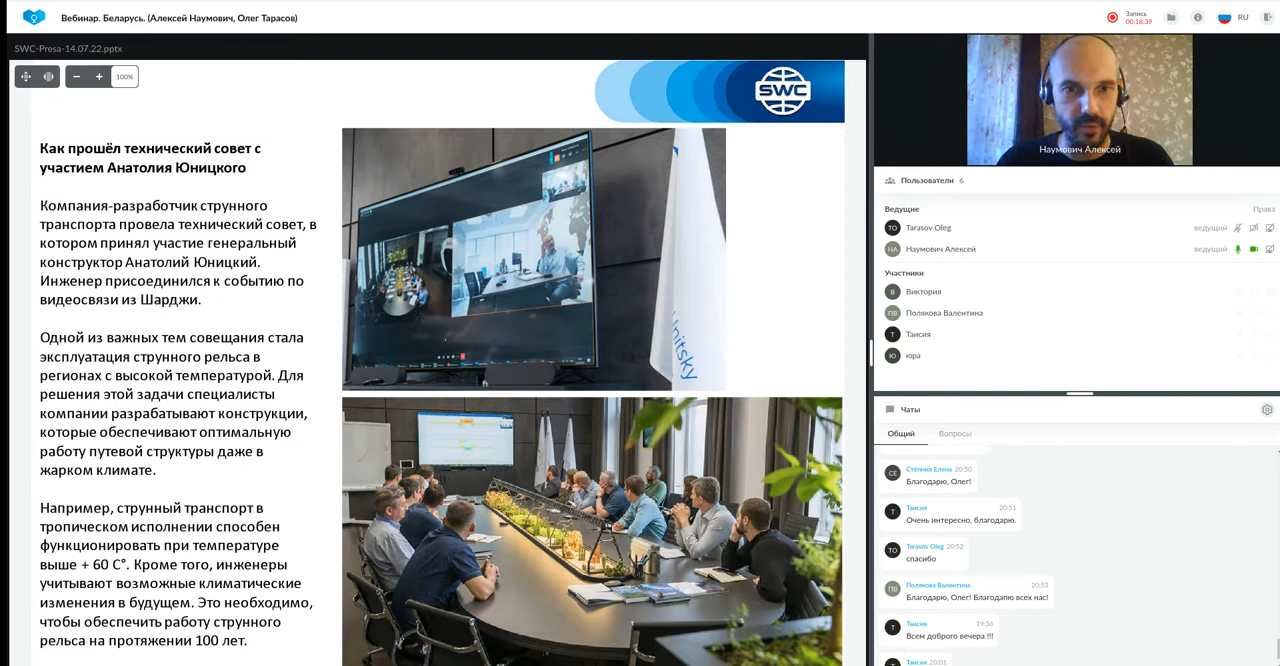 Вебинар. Беларусь. (Алексей Наумович, Олег Тарасов)
Запись
00:18:39
RU
SWC-Presa-14.07.22.pptx
100%
SWC
Как прошёл технический совет с
участием Анатолия Юницкого
Компания-разработчик струнного
транспорта провела технический совет, в
котором принял участие генеральный
конструктор Анатолий Юницкий.
Инженер присоединился к событию по
видеосвязи из Шарджи.
Одной из важных тем совещания стала
эксплуатация струнного рельса в
регионах с высокой температурой. Для
решения этой задачи специалисты
компании разрабатывают конструкции,
которые обеспечивают оптимальную
работу путевой структуры даже в
жарком климате.
Например, струнный транспорт в
тропическом исполнении способен
функционировать при температуре
выше + 60 С°. Кроме того, инженеры
учитывают возможные климатические
изменения в будущем. Это необходимо,
чтобы обеспечить работу струнного
рельса на протяжении 100 лет.
Unitsky
Наумович Алексей
Пользователи 6
Ведущие Права
TO Tarasov Oleg ведущий
НА Наумович Алексей ведущий
Участники
В Виктория
ПВ Полякова Валентина
Т Таисия
Ю юра
Чаты
Общий Вопросы
СЕ Стёпина Елена 20:50
Благодарю, Олег!
Т Таисия 20:51
Очень интересно, благодарю.
TO Tarasov Oleg 20:52
спасибо
ПВ Полякова Валентина 20:53
Благодарю, Олег! Благодапю всех нас!
Т Таисия 19:56
Всем доброго вечера !!!
Т Таисия 20:01